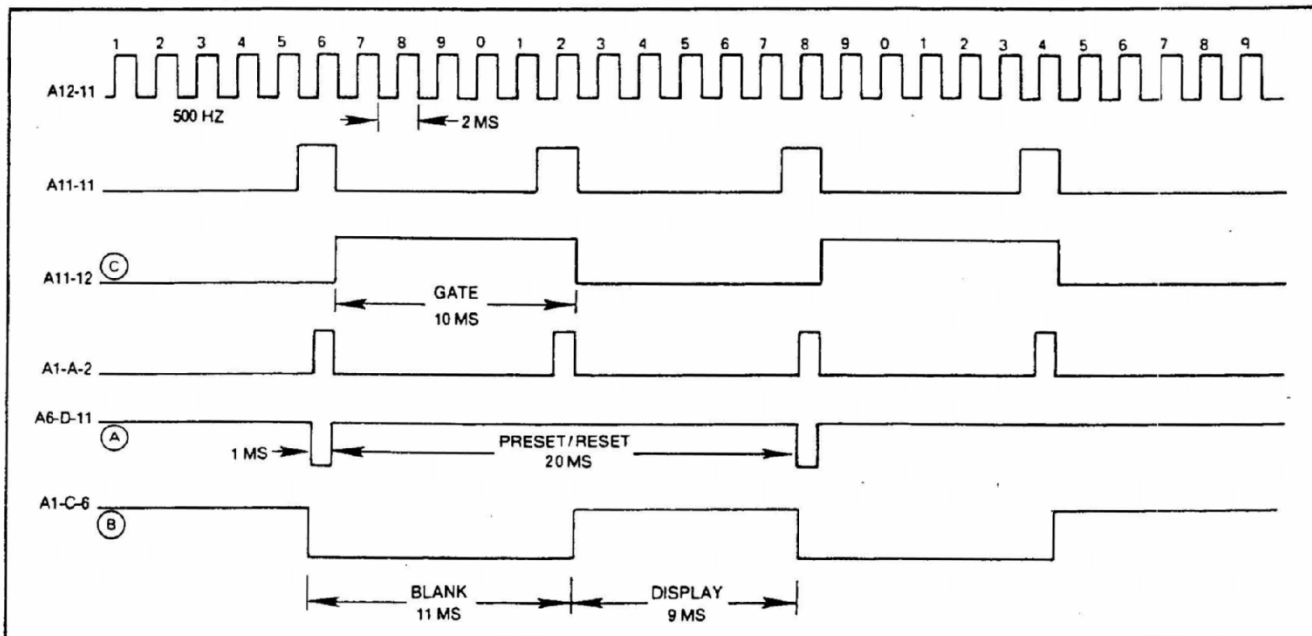 1 2 3 4 5 6 7 8 9 0 1 2 3 4 5 6 7 8 9 0 1 2 3 4 5 6 7 8 9
A12-11
500 HZ
2 MS
A11-11
A11-12
C
GATE
10 MS
A1-A-2
A6-D-11
A
1 MS
PRESET/RESET
20 MS
A1-C-6
B
BLANK
11 MS
DISPLAY
9 MS